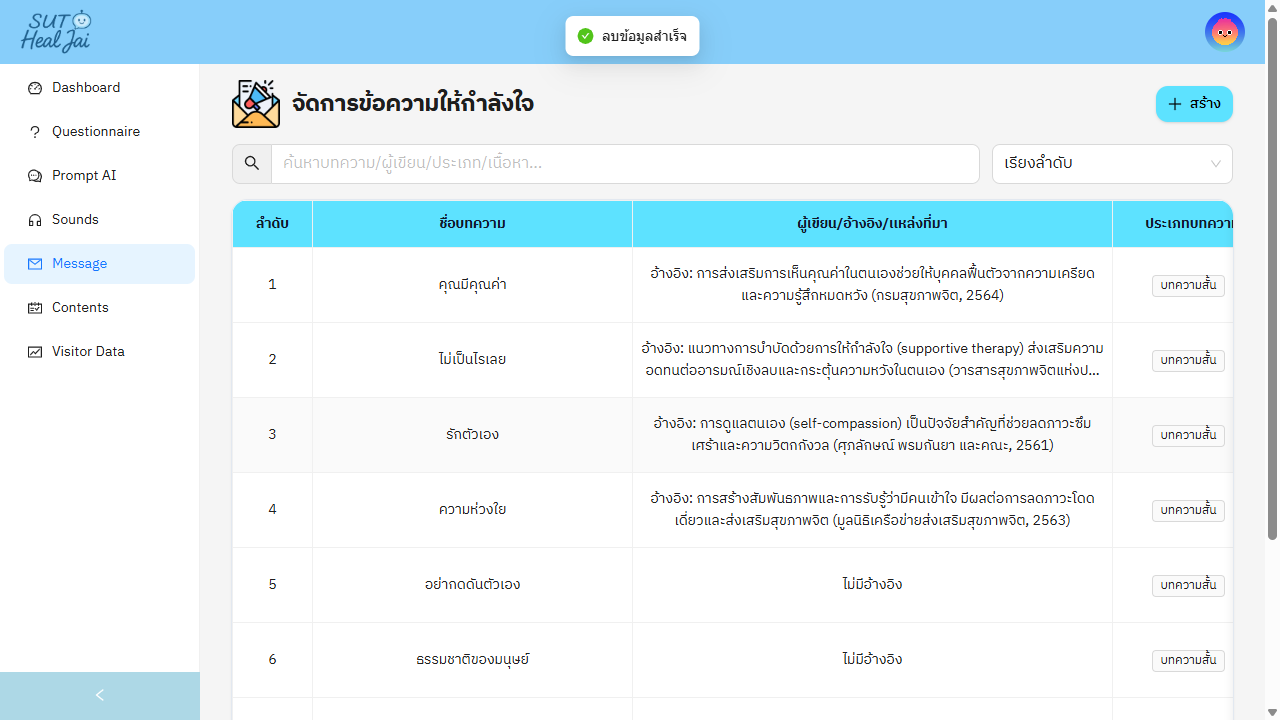 SUT
Heal Jai
ลบข้อมูลสำเร็จ
Dashboard
Questionnaire
Prompt AI
Sounds
Message
Contents
Visitor Data
จัดการข้อความให้กำลังใจ
สร้าง
ค้นหาบทความ/ผู้เขียน/ประเภท/เนื้อหา...
เรียงลำดับ
ลำดับ ชื่อบทความ ผู้เขียน/อ้างอิง/แหล่งที่มา ประเภทบทความ
1 คุณมีคุณค่า อ้างอิง: การส่งเสริมการเห็นคุณค่าในตนเองช่วยให้บุคคลฟื้นตัวจากความเครียด
และความรู้สึกหมดหวัง (กรมสุขภาพจิต, 2564) บทความสั้น
2 ไม่เป็นไรเลย อ้างอิง: แนวทางการบำบัดด้วยการให้กำลังใจ (supportive therapy) ส่งเสริมความ
อดทนต่ออารมณ์เชิงลบและกระตุ้นความหวังในตนเอง (วารสารสุขภาพจิตแห่งป... บทความสั้น
3 รักตัวเอง อ้างอิง: การดูแลตนเอง (self-compassion) เป็นปัจจัยสำคัญที่ช่วยลดภาวะซึม
เศร้าและความวิตกกังวล (ศุภลักษณ์ พรมกันยา และคณะ, 2561) บทความสั้น
4 ความห่วงใย อ้างอิง: การสร้างสัมพันธภาพและการรับรู้ว่ามีคนเข้าใจ มีผลต่อการลดภาวะโดด
เดี่ยวและส่งเสริมสุขภาพจิต (มูลนิธิเครือข่ายส่งเสริมสุขภาพจิต, 2563) บทความสั้น
5 อย่ากดดันตัวเอง ไม่มีอ้างอิง บทความสั้น
6 ธรรมชาติของมนุษย์ ไม่มีอ้างอิง บทความสั้น